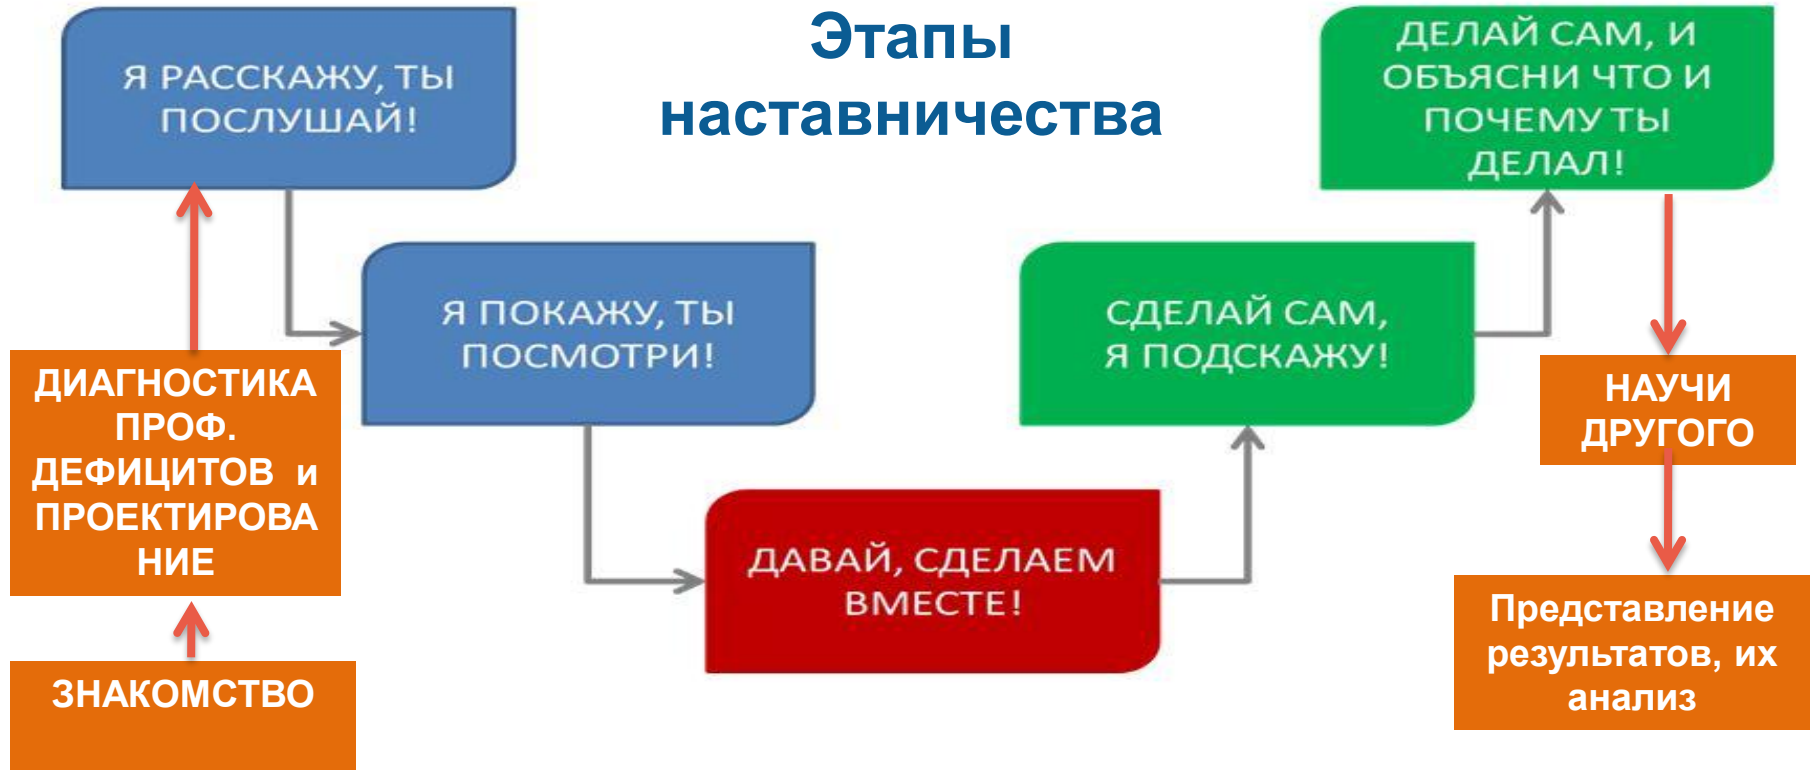 Этапы
наставничества
Я РАССКАЖУ, ТЫ
ПОСЛУШАЙ!
Я ПОКАЖУ, ТЫ
ПОСМОТРИ!
ДАВАЙ, СДЕЛАЕМ
ВМЕСТЕ!
СДЕЛАЙ САМ,
Я ПОДСКАЖУ!
ДЕЛАЙ САМ, И
ОБЪЯСНИ ЧТО И
ПОЧЕМУ ТЫ
ДЕЛАЛ!
ДИАГНОСТИКА
ПРОФ.
ДЕФИЦИТОВ и
ПРОЕКТИРОВА
НИЕ
ЗНАКОМСТВО
НАУЧИ
ДРУГОГО
Представление
результатов, их
анализ